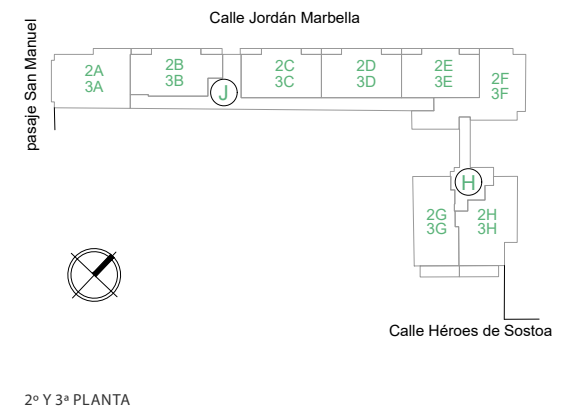 Calle Jordán Marbella
pasaje San Manuel
2A
3A
2B
3B
J
2C
3C
2D
3D
2E
3E
2F
3F
H
2G
3G
2H
3H
Calle Héroes de Sostoa
2º Y 3ª PLANTA